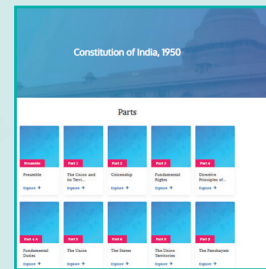 Constitution of India, 1950
Parts
Preamble
Part 1
Part 2
Part 3
Part 4
Preamble
The Union and
its Terri...
Citizenship
Fundamental
Rights
Directive
Principles of...
Explore →
Explore →
Explore →
Explore →
Explore →
Part 4 A
Part 5
Part 6
Part 8
Part 9
Fundamental
Duties
The Union
The States
The Union
Territories
The Panchayats
Explore →
Explore →
Explore →
Explore →
Explore →